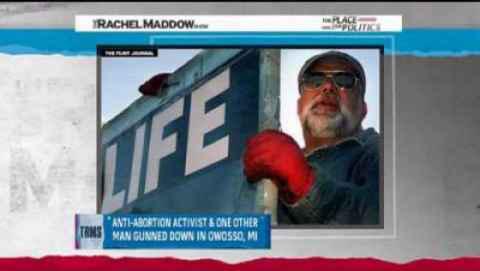 THE RACHEL MADDOW SHOW
THE PLACE
FOR POLITICS
THE FLINT JOURNAL
LIFE
TRMS
ANTI-ABORTION ACTIVIST & ONE OTHER
MAN GUNNED DOWN IN OWOSSO, MI